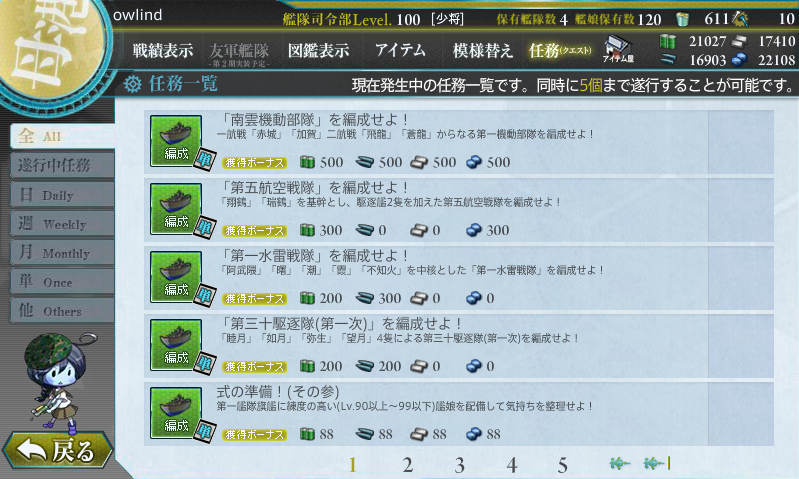 母港
owlind 艦隊司令部Level. 100 [少将] 保有艦隊数 4 艦娘保有数 120 611 10
戦績表示 友軍艦隊 図鑑表示 アイテム 模様替え 任務(クエスト) アイテム屋 21027 17410
- 第2期実装予定 - 16903 22108
任務一覧 現在発生中の任務一覧です。同時に5個まで遂行することが可能です。
全 All
遂行中任務
日 Daily
週 Weekly
月 Monthly
単 Once
他 Others
戻る
「南雲機動部隊」を編成せよ！
一航戦「赤城」「加賀」二航戦「飛龍」「蒼龍」からなる第一機動部隊を編成せよ！
編成 単 獲得ボーナス 500 500 500 500
「第五航空戦隊」を編成せよ！
「翔鶴」「瑞鶴」を基幹とし、駆逐艦2隻を加えた第五航空戦隊を編成せよ！
編成 単 獲得ボーナス 300 0 0 300
「第一水雷戦隊」を編成せよ！
「阿武隈」「曙」「潮」「霞」「不知火」を中核とした「第一水雷戦隊」を編成せよ！
編成 単 獲得ボーナス 200 300 0 0
「第三十駆逐隊(第一次)」を編成せよ！
「睦月」「如月」「弥生」「望月」4隻による第三十駆逐隊(第一次)を編成せよ！
編成 単 獲得ボーナス 200 200 0 0
式の準備！(その参)
第一艦隊旗艦に練度の高い(Lv.90以上〜99以下)艦娘を配備して気持ちを整理せよ！
編成 単 獲得ボーナス 88 88 88 88
1 2 3 4 5